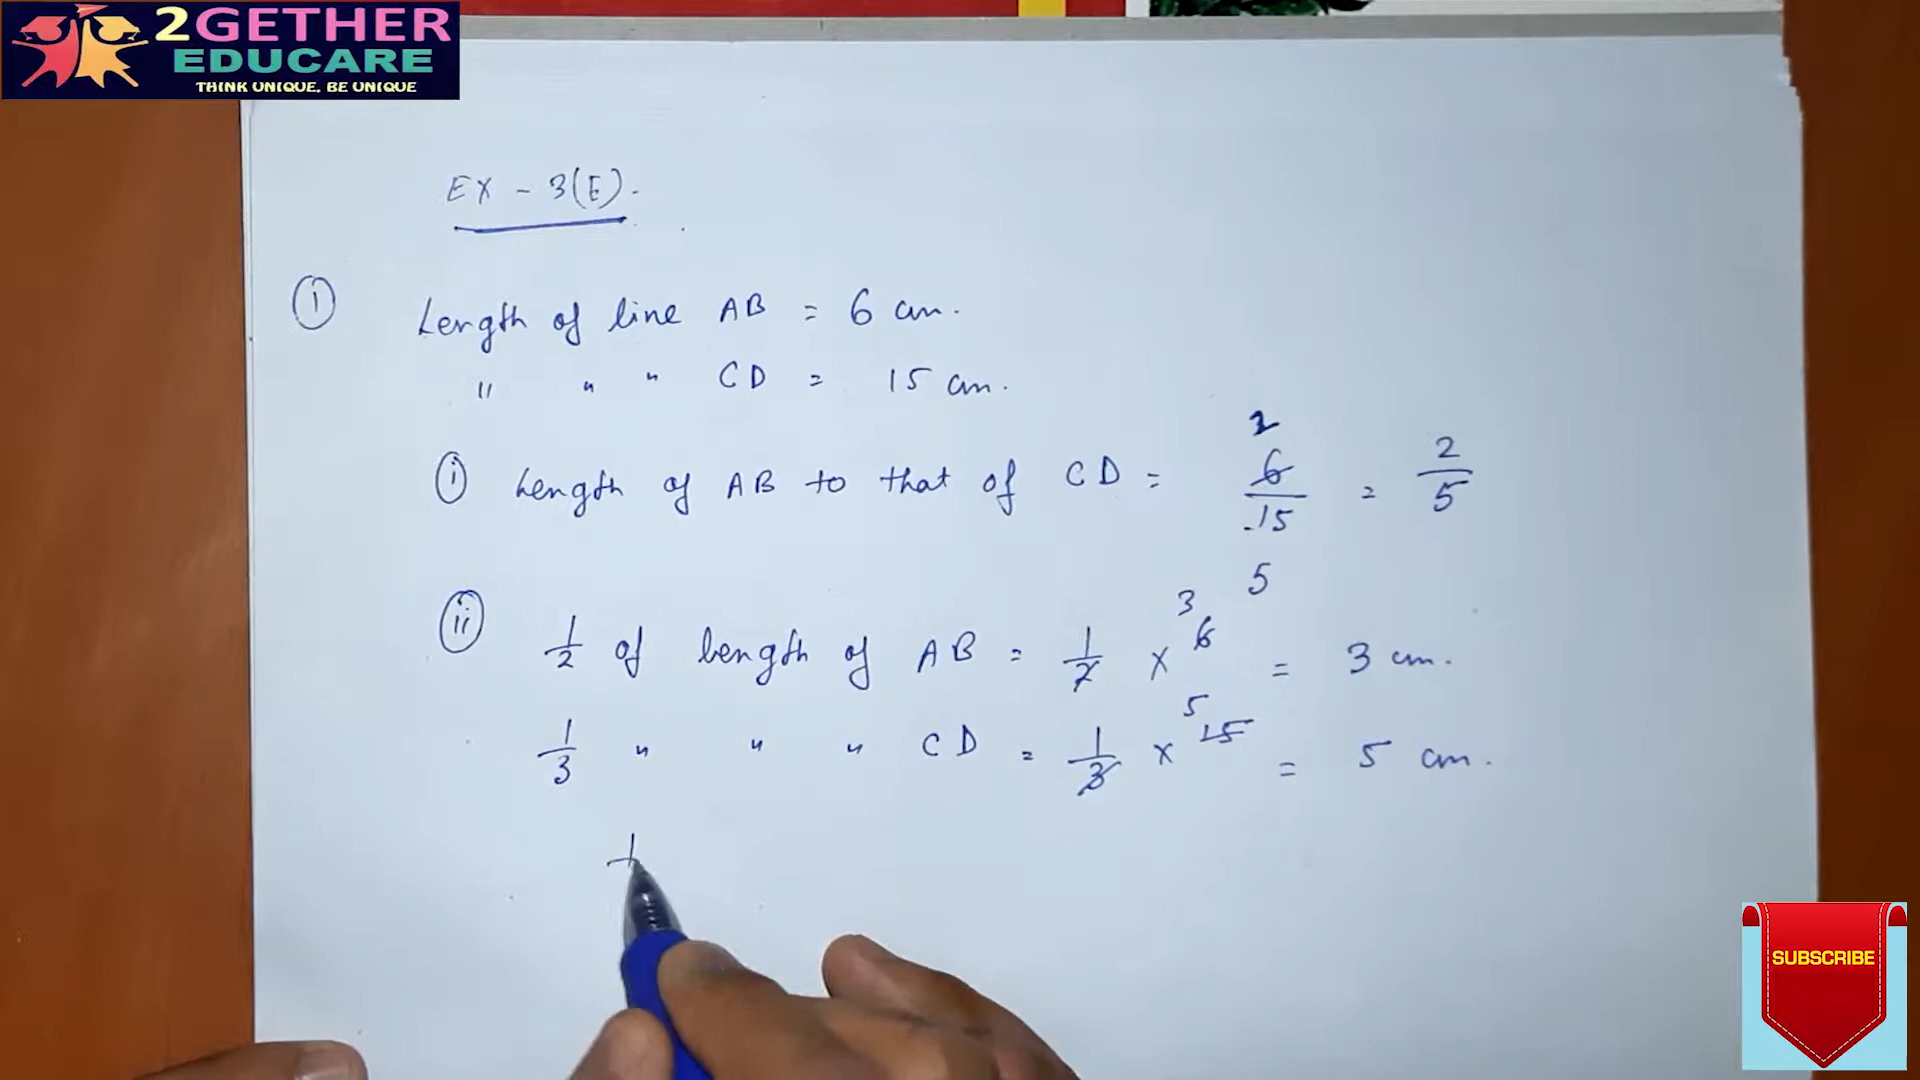 2GETHER
EDUCARE
THINK UNIQUE, BE UNIQUE
EX - 3(E).
① Length of line AB = 6 cm.
" " " CD = 15 cm.
ⓘ Length of AB to that of CD = 6/15 = 2/5
2
5
ⓘⓘ 1/2 of length of AB = 1/2 × 6 = 3 cm.
3
1/3 " " " CD = 1/3 × 15 = 5 cm.
5
1
SUBSCRIBE